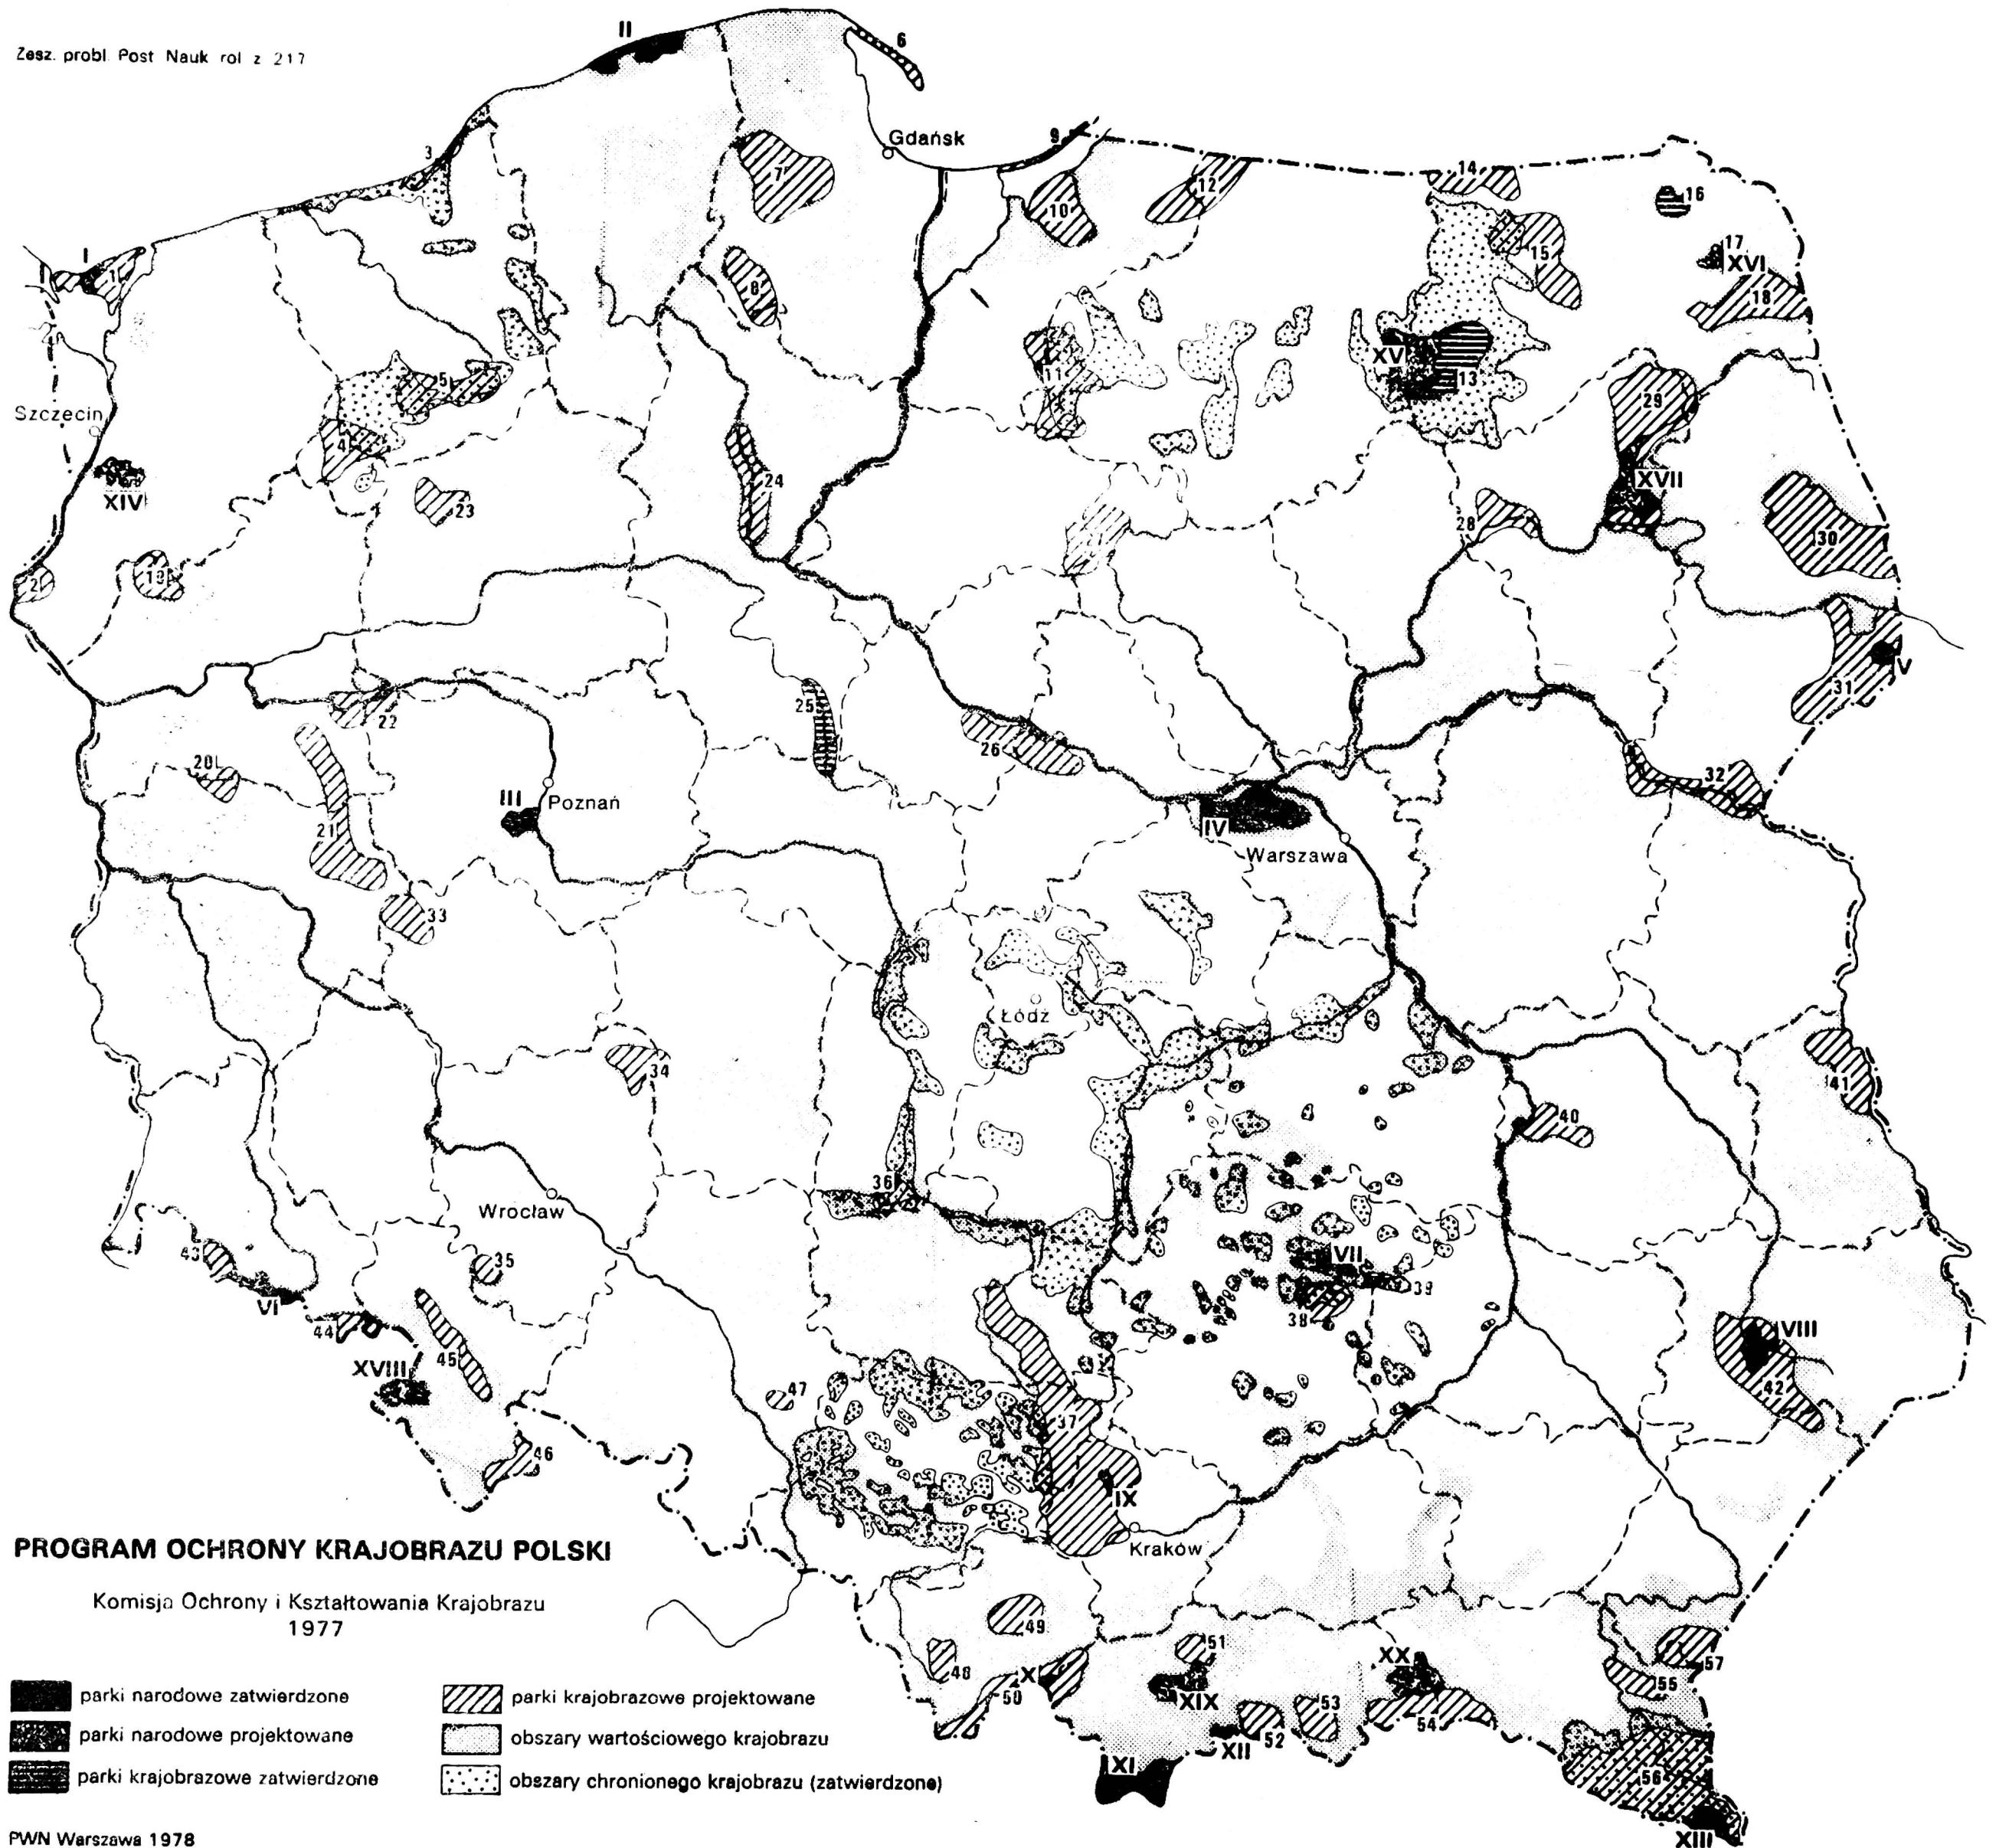 Zesz. probl. Post Nauk rol z 217
II
6
3
Gdańsk
9
7
12
14
16
10
I
1
17
XVI
15
8
18
XV
13
11
5
4
29
Szczecin
XIV
23
24
XVII
28
30
2
19
V
31
22
25
26
20
32
III
Poznań
21
IV
Warszawa
33
Łódź
34
41
40
36
Wrocław
43
35
VII
39
VI
38
44
VIII
45
XVIII
47
42
37
46
IX
Kraków
PROGRAM OCHRONY KRAJOBRAZU POLSKI
Komisja Ochrony i Kształtowania Krajobrazu
1977
49
51
48
X
XX
57
50
XIX
55
53
54
52
XII
XI
56
XIII
parki narodowe zatwierdzone
parki narodowe projektowane
parki krajobrazowe zatwierdzone
parki krajobrazowe projektowane
obszary wartościowego krajobrazu
obszary chronionego krajobrazu (zatwierdzone)
PWN Warszawa 1978